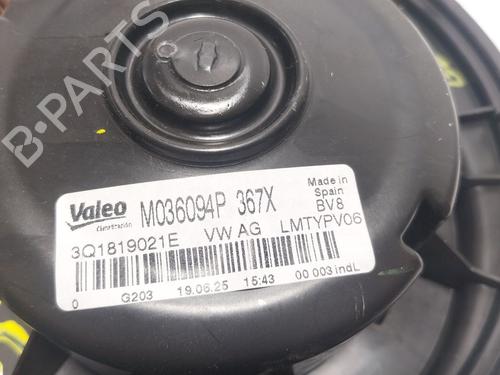 B-PARTS
Valeo
Climatización
M036094P 367X
Made in
Spain
BV8
3Q1819021E VW AG LMTYPV06
0 G203 19.06.25 15:43 00 003 indL